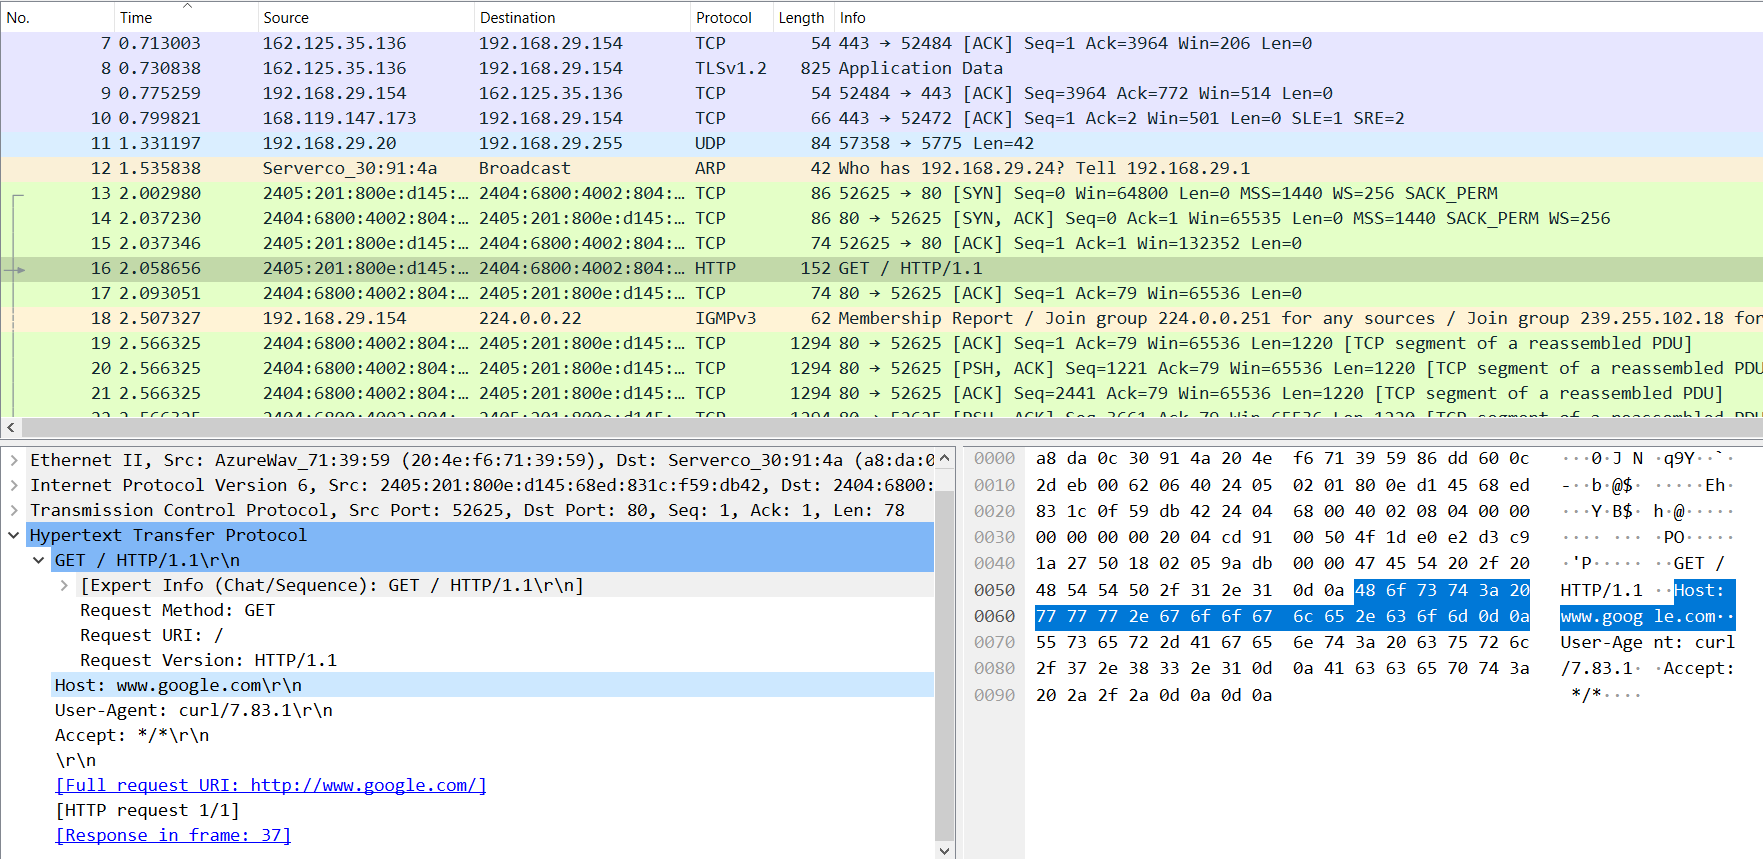 No. Time Source Destination Protocol Length Info
7 0.713003 162.125.35.136 192.168.29.154 TCP 54 443 → 52484 [ACK] Seq=1 Ack=3964 Win=206 Len=0
8 0.730838 162.125.35.136 192.168.29.154 TLSv1.2 825 Application Data
9 0.775259 192.168.29.154 162.125.35.136 TCP 54 52484 → 443 [ACK] Seq=3964 Ack=772 Win=514 Len=0
10 0.799821 168.119.147.173 192.168.29.154 TCP 66 443 → 52472 [ACK] Seq=1 Ack=2 Win=501 Len=0 SLE=1 SRE=2
11 1.331197 192.168.29.20 192.168.29.255 UDP 84 57358 → 5775 Len=42
12 1.535838 Serverco_30:91:4a Broadcast ARP 42 Who has 192.168.29.24? Tell 192.168.29.1
13 2.002980 2405:201:800e:d145:… 2404:6800:4002:804:… TCP 86 52625 → 80 [SYN] Seq=0 Win=64800 Len=0 MSS=1440 WS=256 SACK_PERM
14 2.037230 2404:6800:4002:804:… 2405:201:800e:d145:… TCP 86 80 → 52625 [SYN, ACK] Seq=0 Ack=1 Win=65535 Len=0 MSS=1440 SACK_PERM WS=256
15 2.037346 2405:201:800e:d145:… 2404:6800:4002:804:… TCP 74 52625 → 80 [ACK] Seq=1 Ack=1 Win=132352 Len=0
16 2.058656 2405:201:800e:d145:… 2404:6800:4002:804:… HTTP 152 GET / HTTP/1.1
17 2.093051 2404:6800:4002:804:… 2405:201:800e:d145:… TCP 74 80 → 52625 [ACK] Seq=1 Ack=79 Win=65536 Len=0
18 2.507327 192.168.29.154 224.0.0.22 IGMPv3 62 Membership Report / Join group 224.0.0.251 for any sources / Join group 239.255.102.18 for
19 2.566325 2404:6800:4002:804:… 2405:201:800e:d145:… TCP 1294 80 → 52625 [ACK] Seq=1 Ack=79 Win=65536 Len=1220 [TCP segment of a reassembled PDU]
20 2.566325 2404:6800:4002:804:… 2405:201:800e:d145:… TCP 1294 80 → 52625 [PSH, ACK] Seq=1221 Ack=79 Win=65536 Len=1220 [TCP segment of a reassembled PDU
21 2.566325 2404:6800:4002:804:… 2405:201:800e:d145:… TCP 1294 80 → 52625 [ACK] Seq=2441 Ack=79 Win=65536 Len=1220 [TCP segment of a reassembled PDU]
22 2.566325 2404:6800:4002:804:… 2405:201:800e:d145:… TCP 1294 80 → 52625 [PSH, ACK] Seq=3661 Ack=79 Win=65536 Len=1220 [TCP segment of a reassembled PDU
Ethernet II, Src: AzureWav_71:39:59 (20:4e:f6:71:39:59), Dst: Serverco_30:91:4a (a8:da:0
Internet Protocol Version 6, Src: 2405:201:800e:d145:68ed:831c:f59:db42, Dst: 2404:6800:
Transmission Control Protocol, Src Port: 52625, Dst Port: 80, Seq: 1, Ack: 1, Len: 78
Hypertext Transfer Protocol
GET / HTTP/1.1\r\n
[Expert Info (Chat/Sequence): GET / HTTP/1.1\r\n]
Request Method: GET
Request URI: /
Request Version: HTTP/1.1
Host: www.google.com\r\n
User-Agent: curl/7.83.1\r\n
Accept: */*\r\n
\r\n
[Full request URI: http://www.google.com/]
[HTTP request 1/1]
[Response in frame: 37]
0000 a8 da 0c 30 91 4a 20 4e f6 71 39 59 86 dd 60 0c ···0·J N ·q9Y··`·
0010 2d eb 00 62 06 40 24 05 02 01 80 0e d1 45 68 ed -··b·@$· ·····Eh·
0020 83 1c 0f 59 db 42 24 04 68 00 40 02 08 04 00 00 ···Y·B$· h·@·····
0030 00 00 00 00 20 04 cd 91 00 50 4f 1d e0 e2 d3 c9 ···· ··· ·PO·····
0040 1a 27 50 18 02 05 9a db 00 00 47 45 54 20 2f 20 ·'P····· ··GET / 
0050 48 54 54 50 2f 31 2e 31 0d 0a 48 6f 73 74 3a 20 HTTP/1.1 ··Host: 
0060 77 77 77 2e 67 6f 6f 67 6c 65 2e 63 6f 6d 0d 0a www.goog le.com··
0070 55 73 65 72 2d 41 67 65 6e 74 3a 20 63 75 72 6c User-Age nt: curl
0080 2f 37 2e 38 33 2e 31 0d 0a 41 63 63 65 70 74 3a /7.83.1· ·Accept:
0090 20 2a 2f 2a 0d 0a 0d 0a  */*····